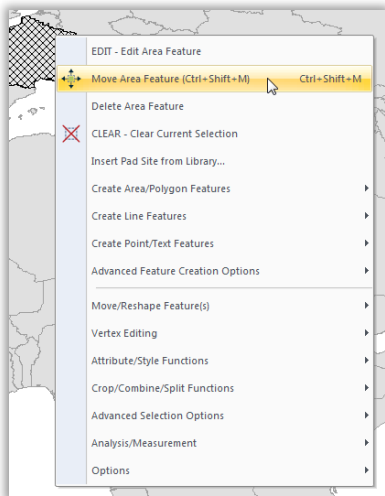 EDIT - Edit Area Feature
Move Area Feature (Ctrl+Shift+M) Ctrl+Shift+M
Delete Area Feature
CLEAR - Clear Current Selection
Insert Pad Site from Library...
Create Area/Polygon Features
Create Line Features
Create Point/Text Features
Advanced Feature Creation Options
Move/Reshape Feature(s)
Vertex Editing
Attribute/Style Functions
Crop/Combine/Split Functions
Advanced Selection Options
Analysis/Measurement
Options